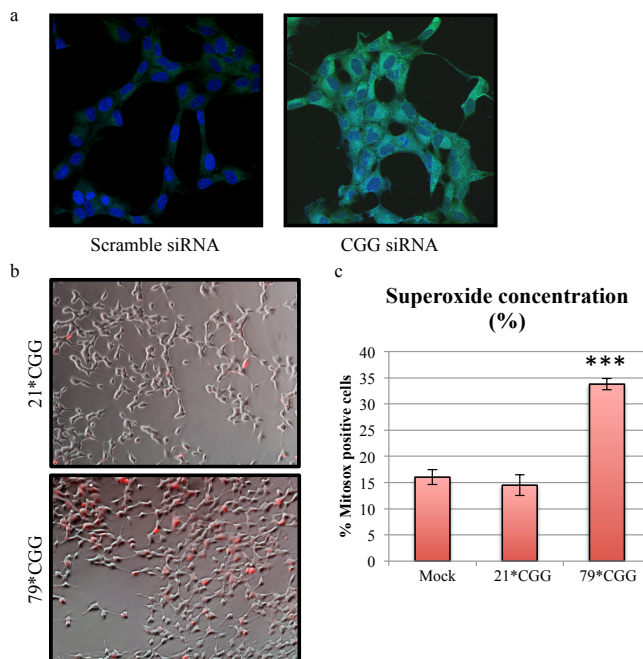 a
Scramble siRNA
CGG siRNA
b
21*CGG
79*CGG
c
Superoxide concentration
(%)
% Mitosox positive cells
40
35
30
25
20
15
10
5
0
***
Mock
21*CGG
79*CGG